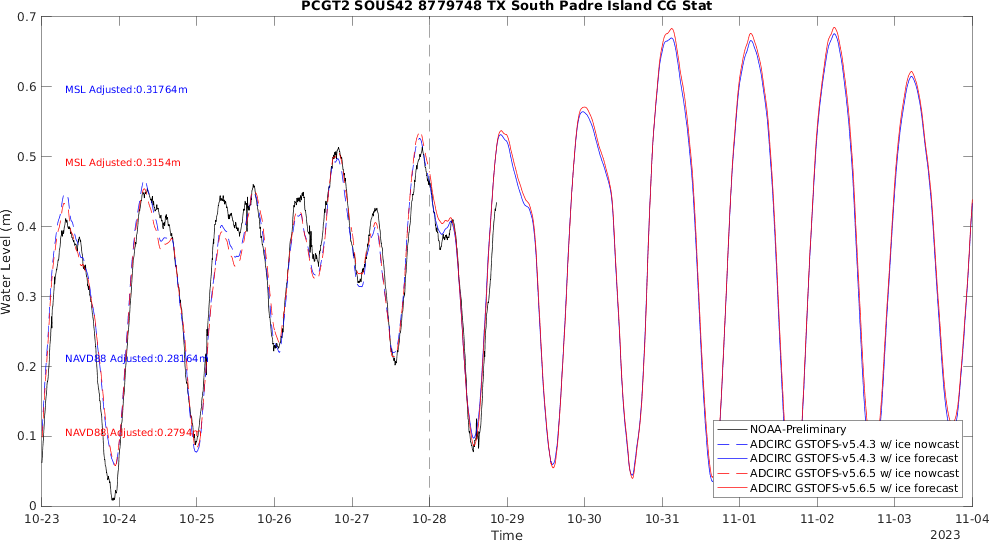 PCGT2 SOUS42 8779748 TX South Padre Island CG Stat
Water Level (m)
0.7
0.6
0.5
0.4
0.3
0.2
0.1
0
MSL Adjusted:0.31764m
MSL Adjusted:0.3154m
NAVD88 Adjusted:0.28164m
NAVD88 Adjusted:0.2794m
NOAA-Preliminary
ADCIRC GSTOFS-v5.4.3 w/ ice nowcast
ADCIRC GSTOFS-v5.4.3 w/ ice forecast
ADCIRC GSTOFS-v5.6.5 w/ ice nowcast
ADCIRC GSTOFS-v5.6.5 w/ ice forecast
10-23 10-24 10-25 10-26 10-27 10-28 10-29 10-30 10-31 11-01 11-02 11-03 11-04
Time
2023